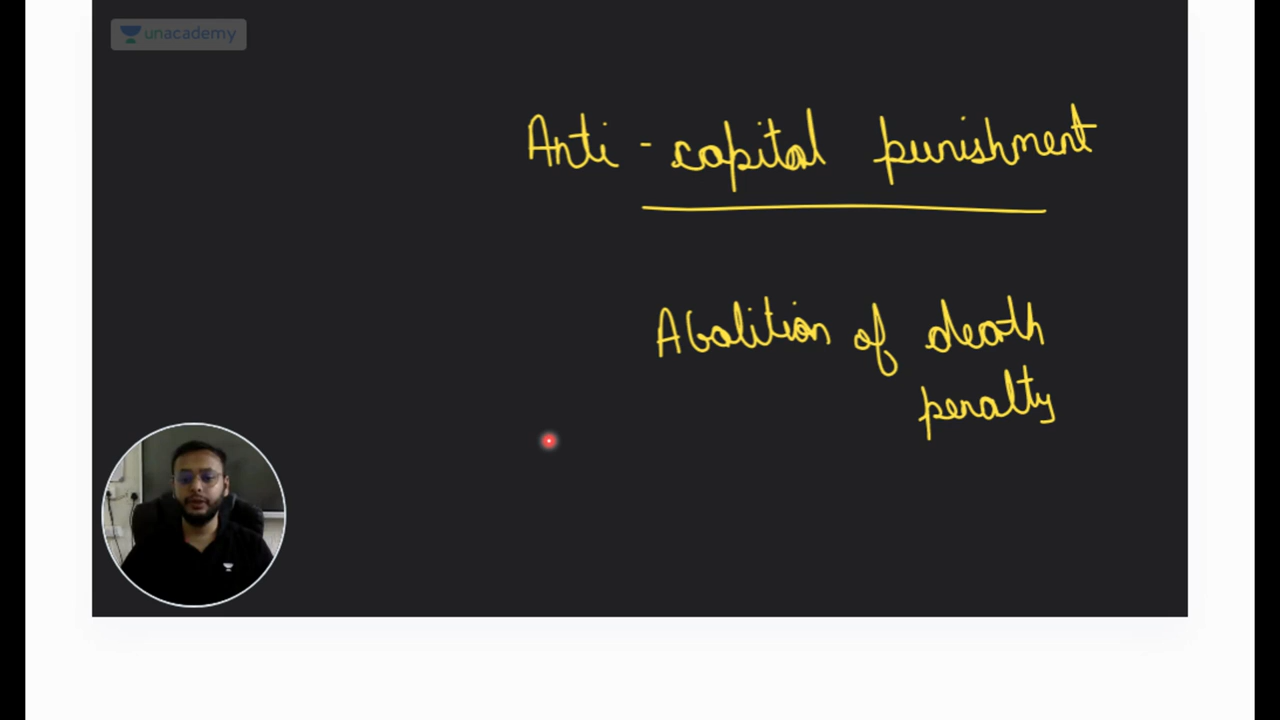 unacademy
Anti - capital punishment
Abolition of death
penalty